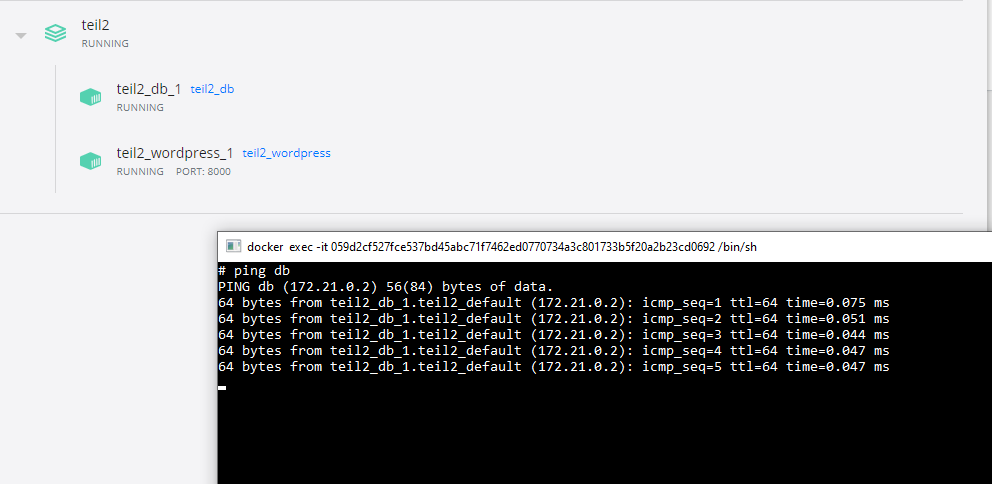 teil2
RUNNING
teil2_db_1 teil2_db
RUNNING
teil2_wordpress_1 teil2_wordpress
RUNNING PORT: 8000
docker exec -it 059d2cf527fce537bd45abc71f7462ed0770734a3c801733b5f20a2b23cd0692 /bin/sh
# ping db
PING db (172.21.0.2) 56(84) bytes of data.
64 bytes from teil2_db_1.teil2_default (172.21.0.2): icmp_seq=1 ttl=64 time=0.075 ms
64 bytes from teil2_db_1.teil2_default (172.21.0.2): icmp_seq=2 ttl=64 time=0.051 ms
64 bytes from teil2_db_1.teil2_default (172.21.0.2): icmp_seq=3 ttl=64 time=0.044 ms
64 bytes from teil2_db_1.teil2_default (172.21.0.2): icmp_seq=4 ttl=64 time=0.047 ms
64 bytes from teil2_db_1.teil2_default (172.21.0.2): icmp_seq=5 ttl=64 time=0.047 ms